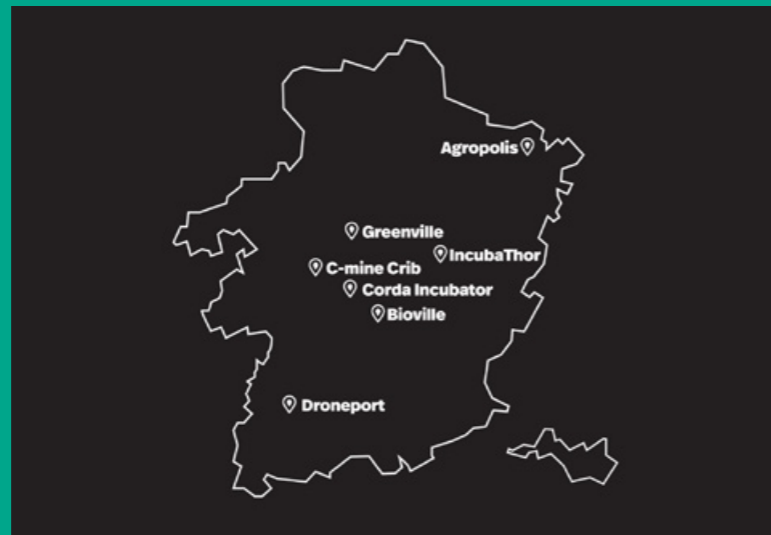 Agropolis
Greenville
IncubaThor
C-mine Crib
Corda Incubator
Bioville
Droneport